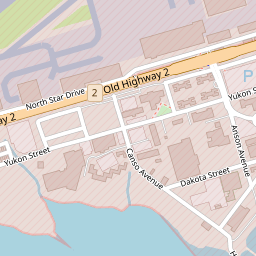 North Star Drive
2
Old Highway 2
P
Yukon
way 2
Yukon Street
Anson Avenue
Canso Avenue
Dakota Street